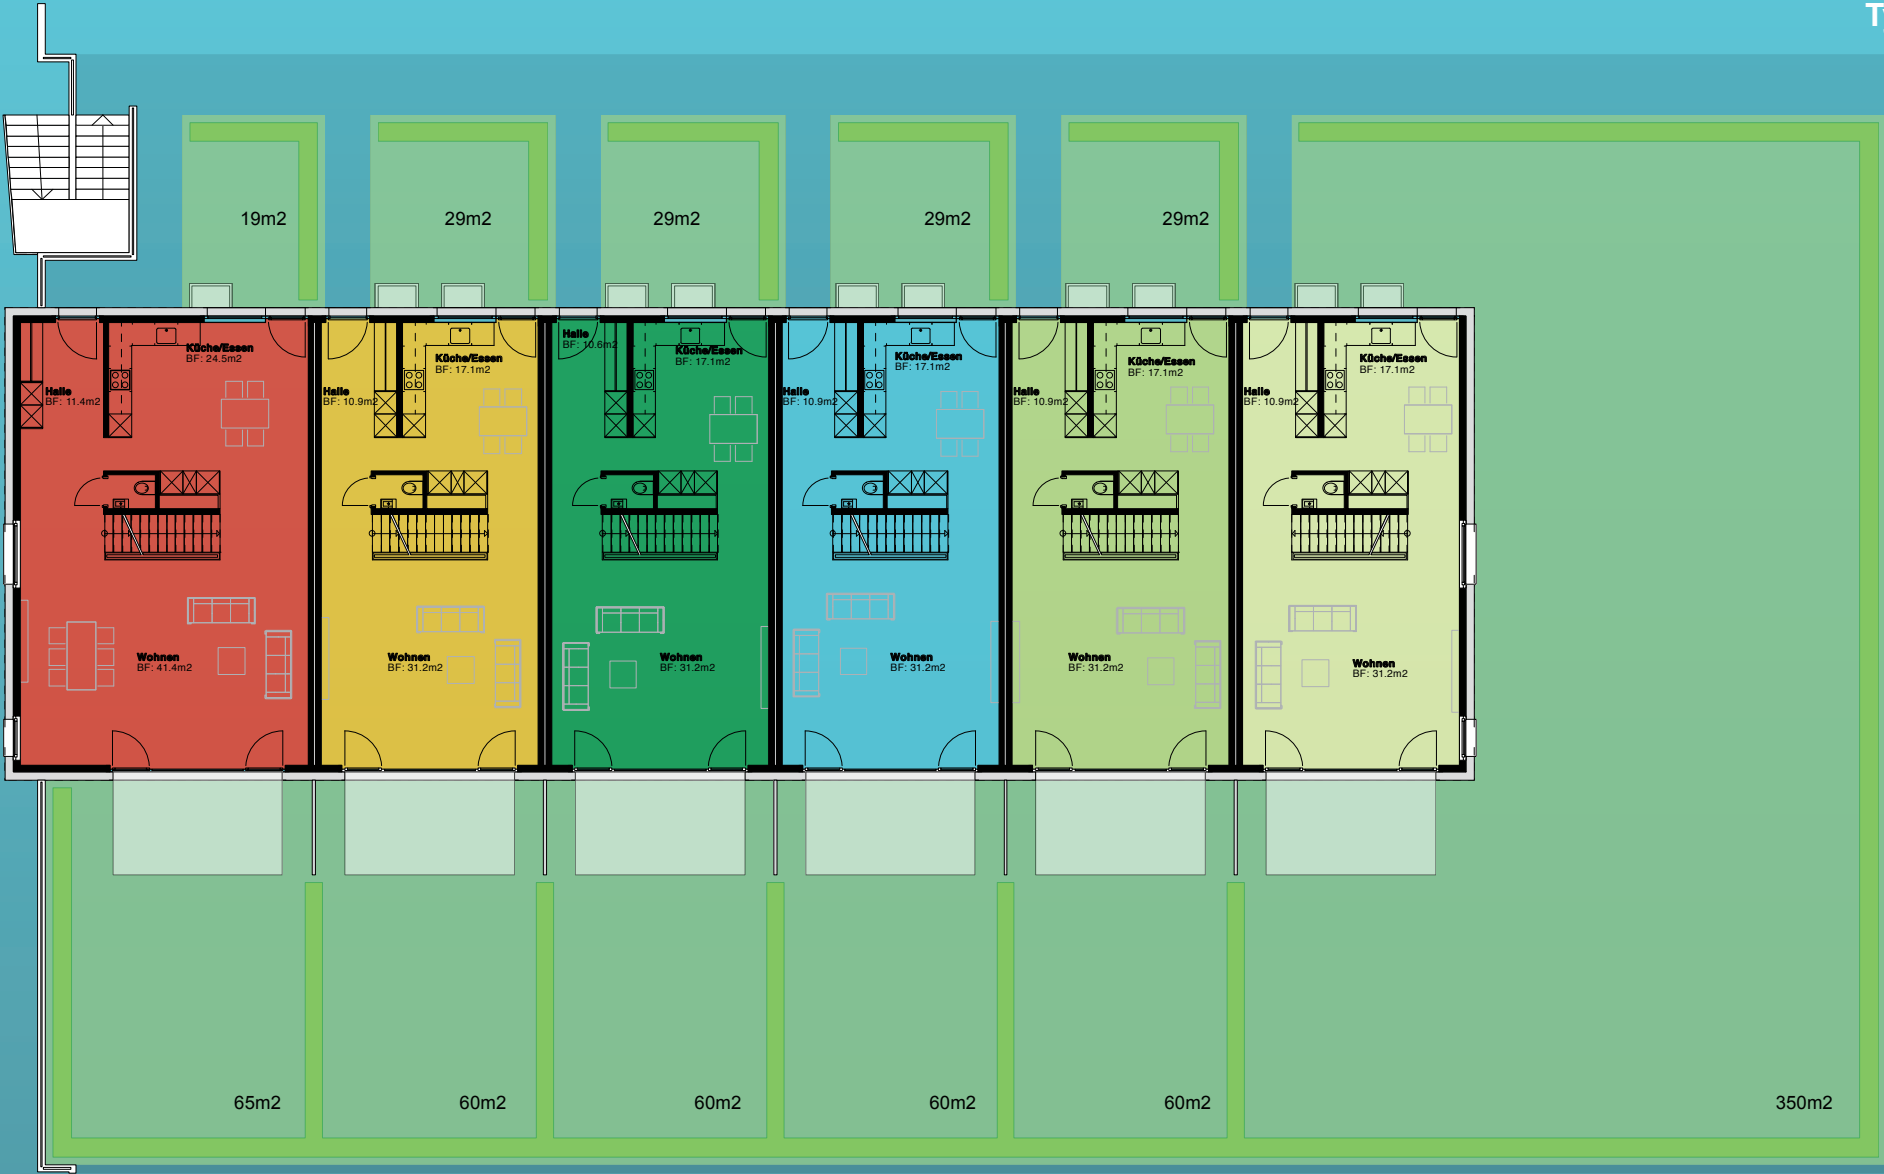 19m2
29m2
29m2
29m2
29m2
Küche/Essen
BF: 24.5m2
Halle
BF: 11.4m2
Wohnen
BF: 41.4m2
Küche/Essen
BF: 17.1m2
Halle
BF: 10.9m2
Wohnen
BF: 31.2m2
Halle
BF: 10.6m2
Küche/Essen
BF: 17.1m2
Wohnen
BF: 31.2m2
Küche/Essen
BF: 17.1m2
Halle
BF: 10.9m2
Wohnen
BF: 31.2m2
Küche/Essen
BF: 17.1m2
Halle
BF: 10.9m2
Wohnen
BF: 31.2m2
Küche/Essen
BF: 17.1m2
Halle
BF: 10.9m2
Wohnen
BF: 31.2m2
65m2
60m2
60m2
60m2
60m2
350m2